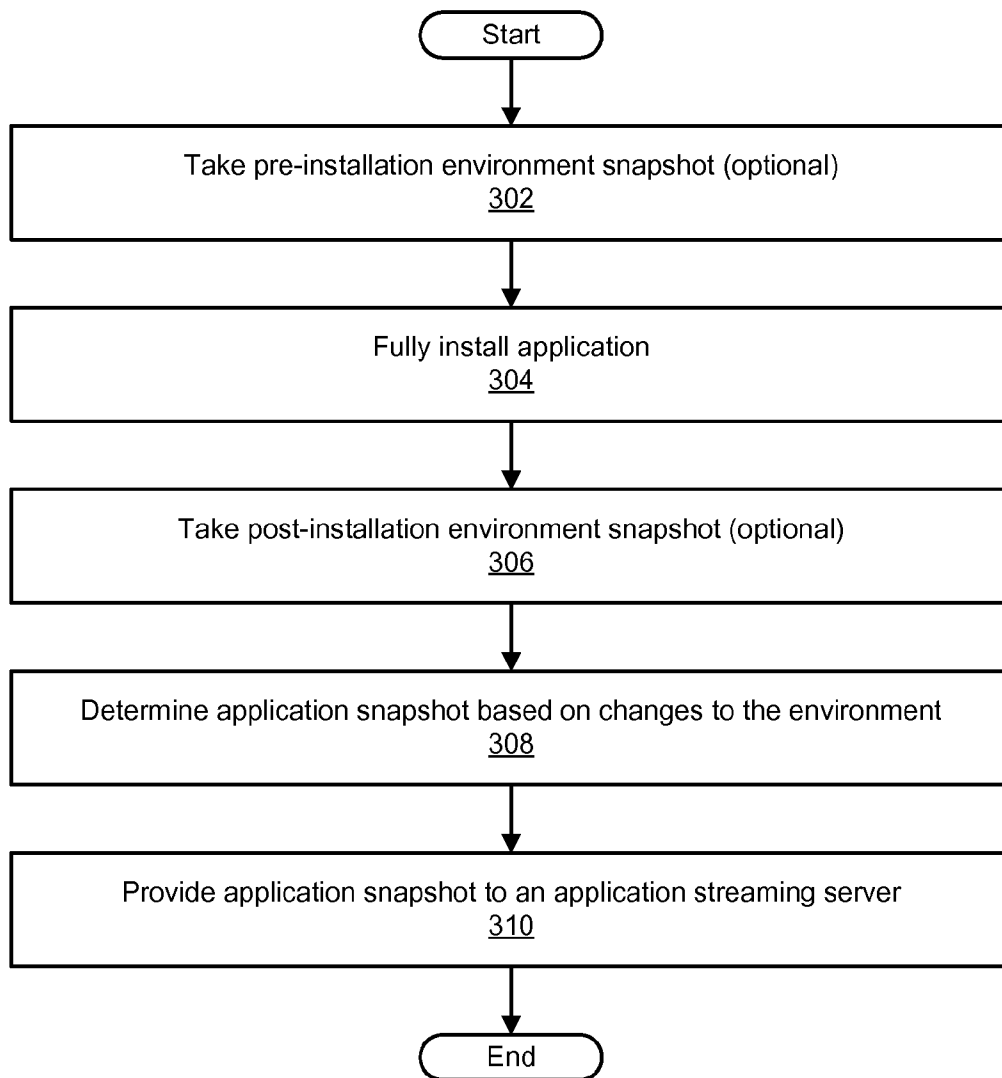 Start
Take pre-installation environment snapshot (optional)
302
Fully install application
304
Take post-installation environment snapshot (optional)
306
Determine application snapshot based on changes to the environment
308
Provide application snapshot to an application streaming server
310
End